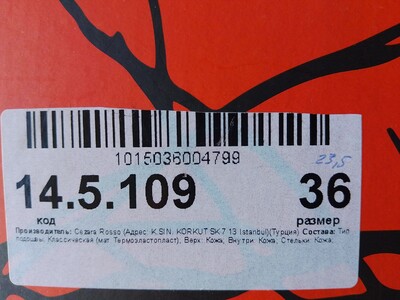 1015036004799
23,5
14.5.109 36
код размер
Производитель: Cezara Rosso (Адрес: K.SIN. KORKUT SK-7 13 Istanbul)(Турция) Состава: Тип
подошвы: Классическая (мат: Термоэластопласт), Верх: Кожа, Внутри: Кожа, Стельки: Кожа;